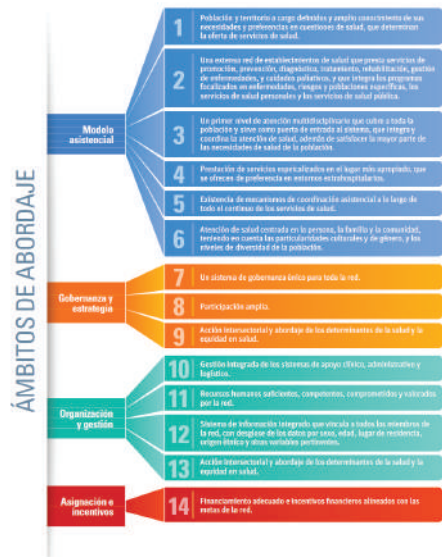 ÁMBITOS DE ABORDAJE
Modelo
asistencial
1
Población y territorio a cargo definidos y amplio conocimiento de sus
necesidades y preferencias en cuestiones de salud, que determinan
la oferta de servicios de salud.
2
Una extensa red de establecimientos de salud que presta servicios de
promoción, prevención, diagnóstico, tratamiento, rehabilitación, gestión
de enfermedades, y cuidados paliativos, y que integra los programas
focalizados en enfermedades, riesgos y poblaciones específicas, los
servicios de salud personales y los servicios de salud pública.
3
Un primer nivel de atención multidisciplinario que cubre a toda la
población y sirve como puerta de entrada al sistema, que integra y
coordina la atención de salud, además de satisfacer la mayor parte de
las necesidades de salud de la población.
4
Prestación de servicios especializados en el lugar más apropiado, que
se ofrecen de preferencia en entornos extrahospitalarios.
5
Existencia de mecanismos de coordinación asistencial a lo largo de
todo el continuo de los servicios de salud.
6
Atención de salud centrada en la persona, la familia y la comunidad,
teniendo en cuenta las particularidades culturales y de género, y los
niveles de diversidad de la población.
Gobernanza y
estrategia
7
Un sistema de gobernanza único para toda la red.
8
Participación amplia.
9
Acción intersectorial y abordaje de los determinantes de la salud y la
equidad en salud.
Organización
y gestión
10
Gestión integrada de los sistemas de apoyo clínico, administrativo y
logístico.
11
Recursos humanos suficientes, competentes, comprometidos y valorados
por la red.
12
Sistema de información integrado que vincula a todos los miembros de
la red, con desglose de los datos por sexo, edad, lugar de residencia,
origen étnico y otras variables pertinentes.
13
Acción intersectorial y abordaje de los determinantes de la salud y la
equidad en salud.
Asignación e
incentivos
14
Financiamiento adecuado e incentivos financieros alineados con las
metas de la red.